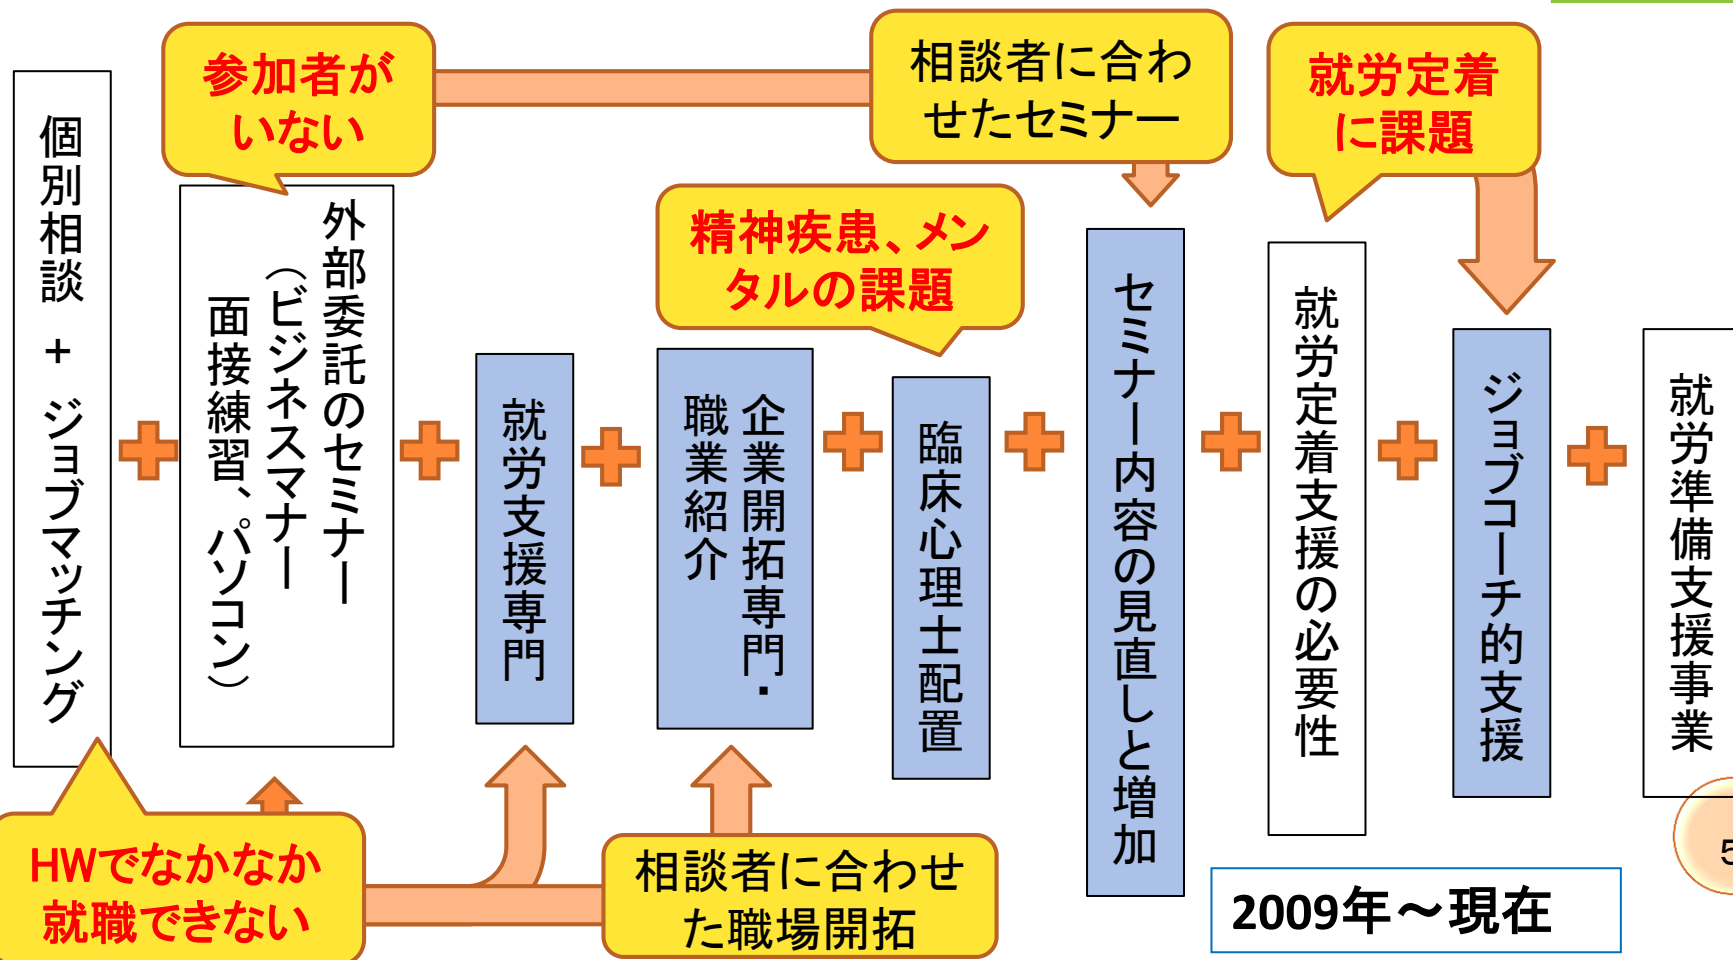 参加者が
いない
相談者に合わ
せたセミナー
就労定着
に課題
精神疾患、メン
タルの課題
個別相談 + ジョブマッチング
外部委託のセミナー
（ビジネスマナー
面接練習、パソコン）
就労支援専門
企業開拓専門・
職業紹介
臨床心理士配置
セミナー内容の見直しと増加
就労定着支援の必要性
ジョブコーチ的支援
就労準備支援事業
HWでなかなか
就職できない
相談者に合わせ
た職場開拓
2009年～現在
5